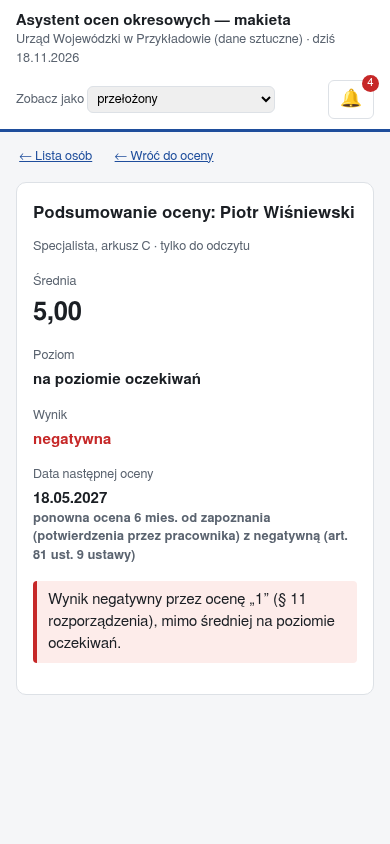 Asystent ocen okresowych — makieta
Urząd Wojewódzki w Przykładowie (dane sztuczne) · dziś
18.11.2026
Zobacz jako przełożony
4
← Lista osób ← Wróć do oceny
Podsumowanie oceny: Piotr Wiśniewski
Specjalista, arkusz C · tylko do odczytu
Średnia
5,00
Poziom
na poziomie oczekiwań
Wynik
negatywna
Data następnej oceny
18.05.2027
ponowna ocena 6 mies. od zapoznania
(potwierdzenia przez pracownika) z negatywną (art.
81 ust. 9 ustawy)
Wynik negatywny przez ocenę „1” (§ 11
rozporządzenia), mimo średniej na poziomie
oczekiwań.